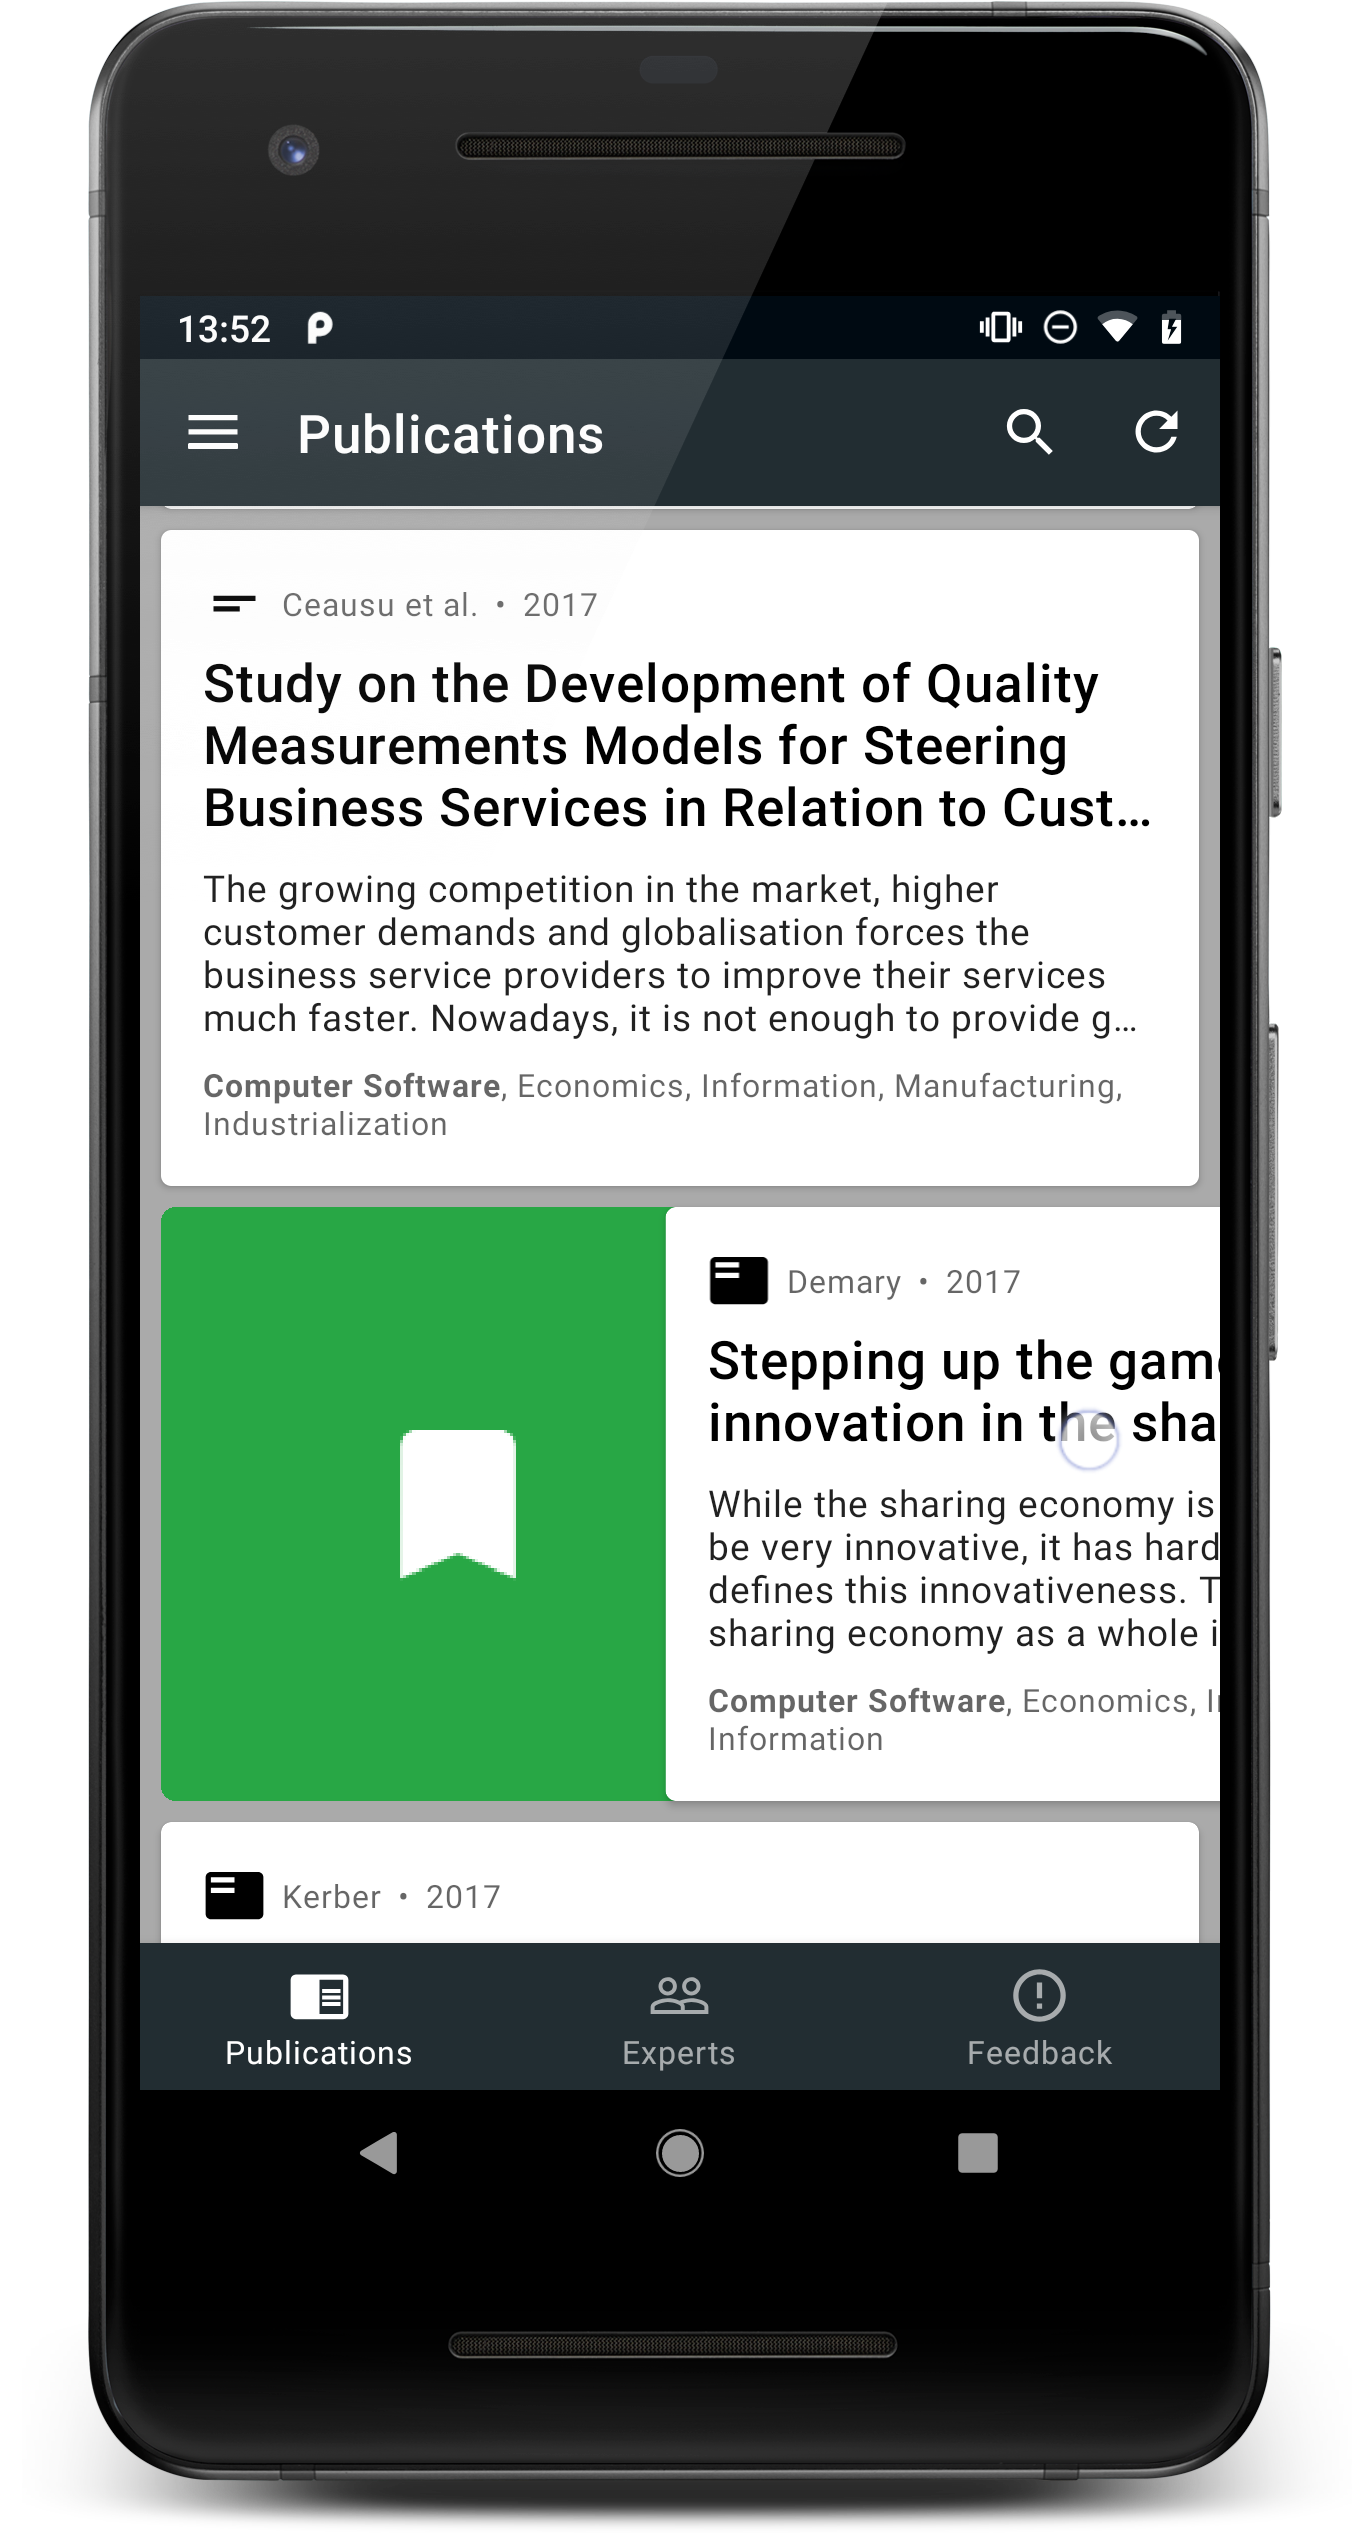 13:52
Publications
Ceausu et al. • 2017
Study on the Development of Quality
Measurements Models for Steering
Business Services in Relation to Cust…
The growing competition in the market, higher
customer demands and globalisation forces the
business service providers to improve their services
much faster. Nowadays, it is not enough to provide g…
Computer Software, Economics, Information, Manufacturing,
Industrialization
Demary • 2017
Stepping up the game
innovation in the sha
While the sharing economy is
be very innovative, it has hard
defines this innovativeness. T
sharing economy as a whole i
Computer Software, Economics, I
Information
Kerber • 2017
Publications
Experts
Feedback